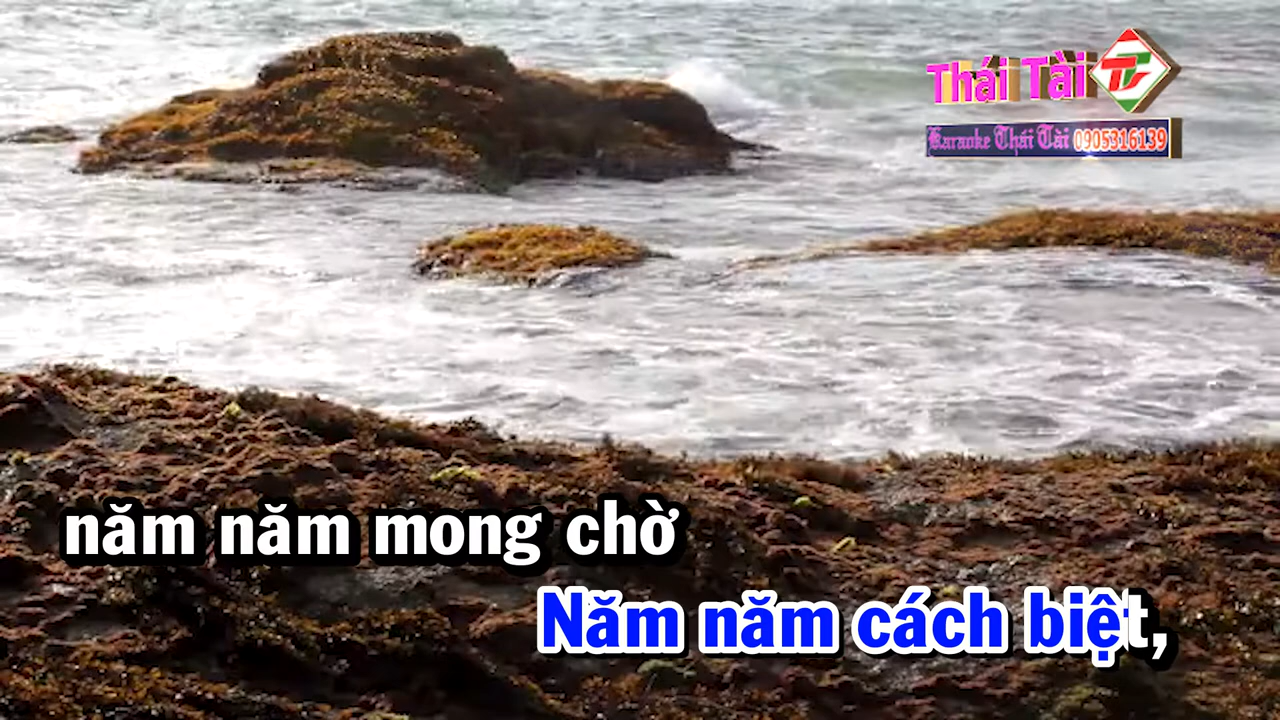 Thái Tài
Karaoke Thái Tài 0905316139
năm năm mong chờ
Năm năm cách biệt,